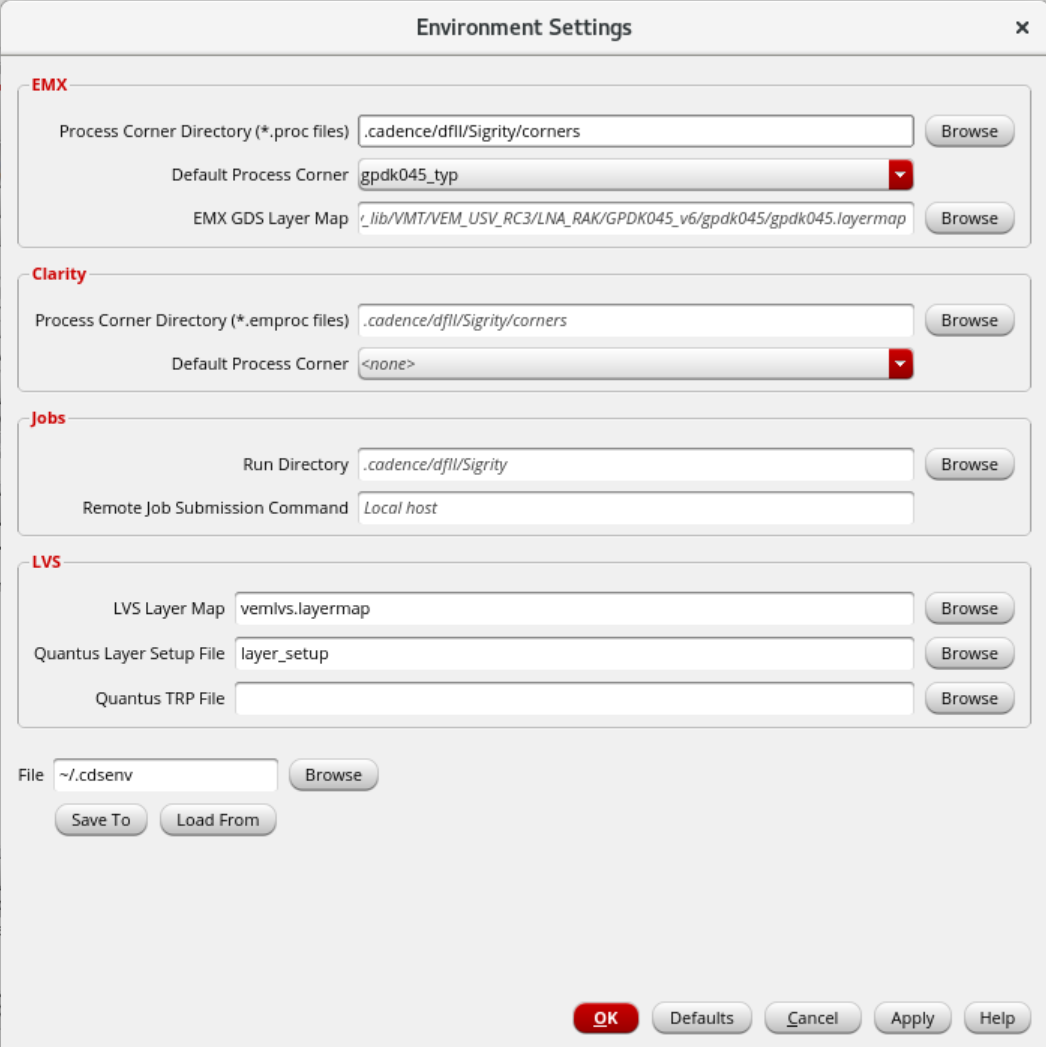 Environment Settings
EMX
Process Corner Directory (*.proc files) .cadence/dfII/Sigrity/corners Browse
Default Process Corner gpdk045_typ
EMX GDS Layer Map _lib/VMT/VEM_USV_RC3/LNA_RAK/GPDK045_v6/gpdk045/gpdk045.layermap Browse
Clarity
Process Corner Directory (*.emproc files) .cadence/dfII/Sigrity/corners Browse
Default Process Corner <none>
Jobs
Run Directory .cadence/dfII/Sigrity Browse
Remote Job Submission Command Local host
LVS
LVS Layer Map vemlvs.layermap Browse
Quantus Layer Setup File layer_setup Browse
Quantus TRP File Browse
File ~/.cdsenv Browse
Save To Load From
OK Defaults Cancel Apply Help